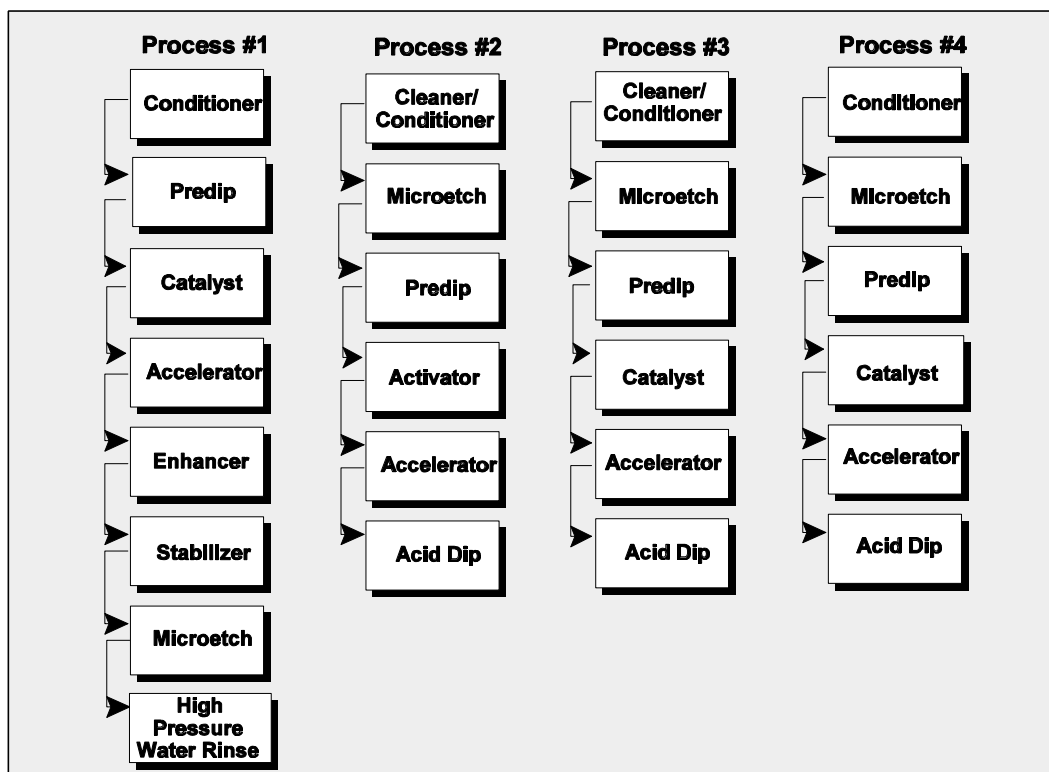 Process #1
Conditioner
Predip
Catalyst
Accelerator
Enhancer
Stabilizer
Microetch
High
Pressure
Water Rinse
Process #2
Cleaner/
Conditioner
Microetch
Predip
Activator
Accelerator
Acid Dip
Process #3
Cleaner/
Conditioner
Microetch
Predip
Catalyst
Accelerator
Acid Dip
Process #4
Conditioner
Microetch
Predip
Catalyst
Accelerator
Acid Dip